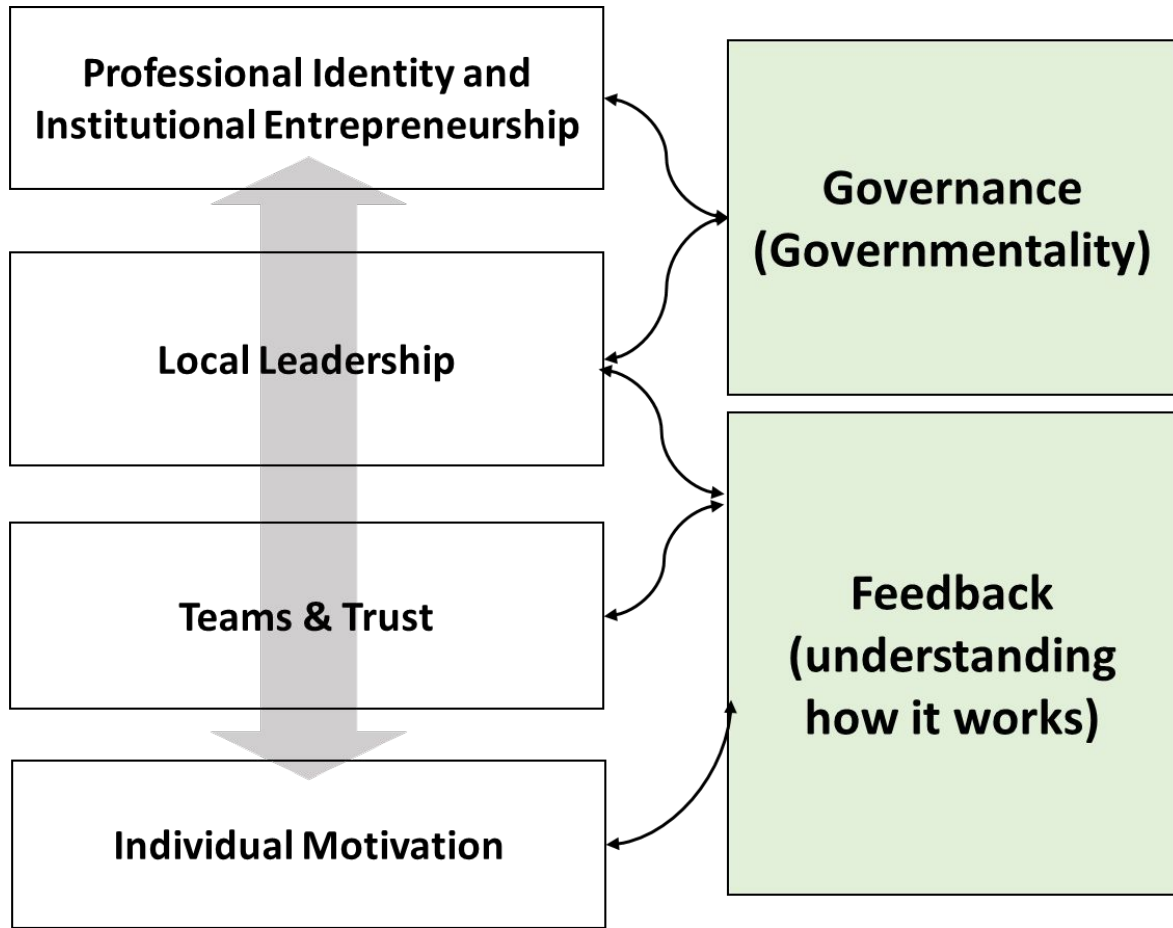 Professional Identity and
Institutional Entrepreneurship
Local Leadership
Teams & Trust
Individual Motivation
Governance
(Governmentality)
Feedback
(understanding
how it works)